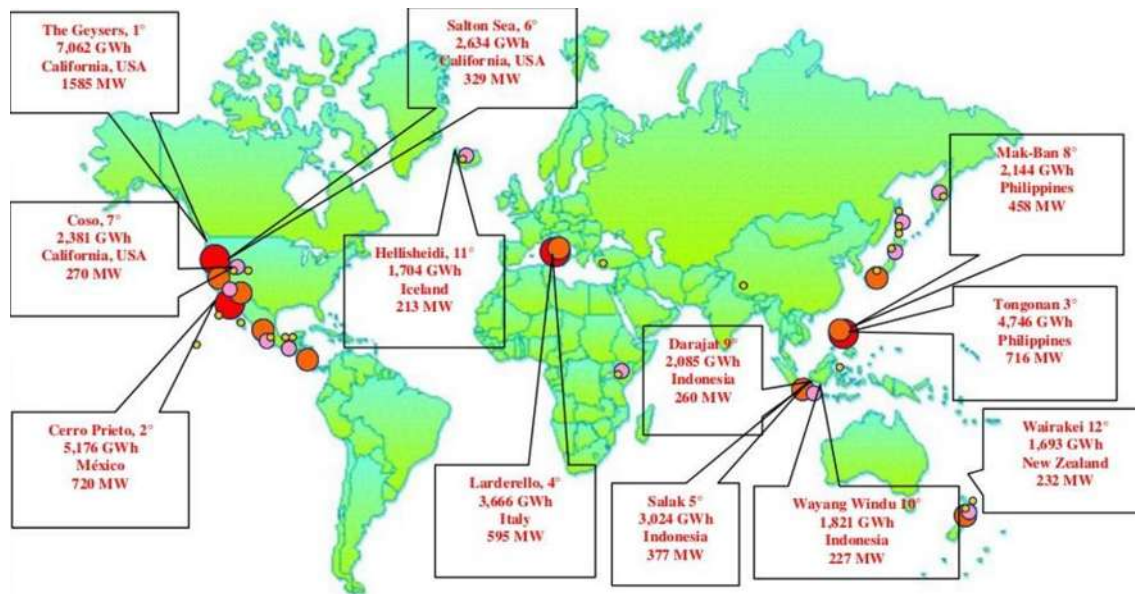 The Geysers, 1°
7,062 GWh
California, USA
1585 MW
Salton Sea, 6°
2,634 GWh
California, USA
329 MW
Mak-Ban 8°
2,144 GWh
Philippines
458 MW
Coso, 7°
2,381 GWh
California, USA
270 MW
Hellisheidi, 11°
1,704 GWh
Iceland
213 MW
Tongonan 3°
4,746 GWh
Philippines
716 MW
Darajat 9°
2,085 GWh
Indonesia
260 MW
Cerro Prieto, 2°
5,176 GWh
México
720 MW
Larderello, 4°
3,666 GWh
Italy
595 MW
Salak 5°
3,024 GWh
Indonesia
377 MW
Wayang Windu 10°
1,821 GWh
Indonesia
227 MW
Wairakei 12°
1,693 GWh
New Zealand
232 MW